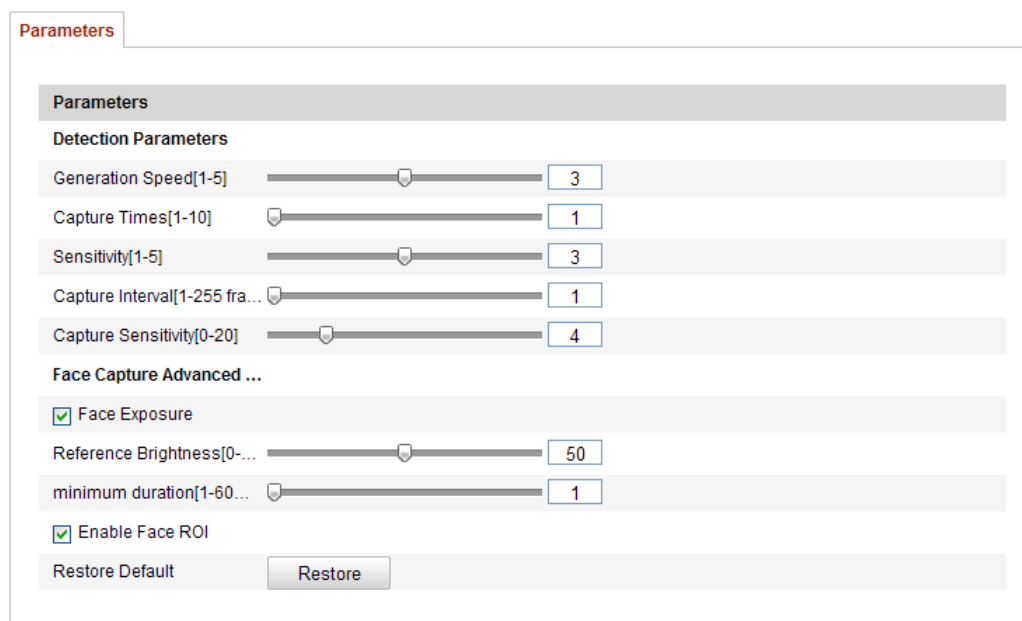 Parameters
Parameters
Detection Parameters
Generation Speed[1-5] 3
Capture Times[1-10] 1
Sensitivity[1-5] 3
Capture Interval[1-255 fra... 1
Capture Sensitivity[0-20] 4
Face Capture Advanced ...
Face Exposure
Reference Brightness[0-... 50
minimum duration[1-60... 1
Enable Face ROI
Restore Default Restore